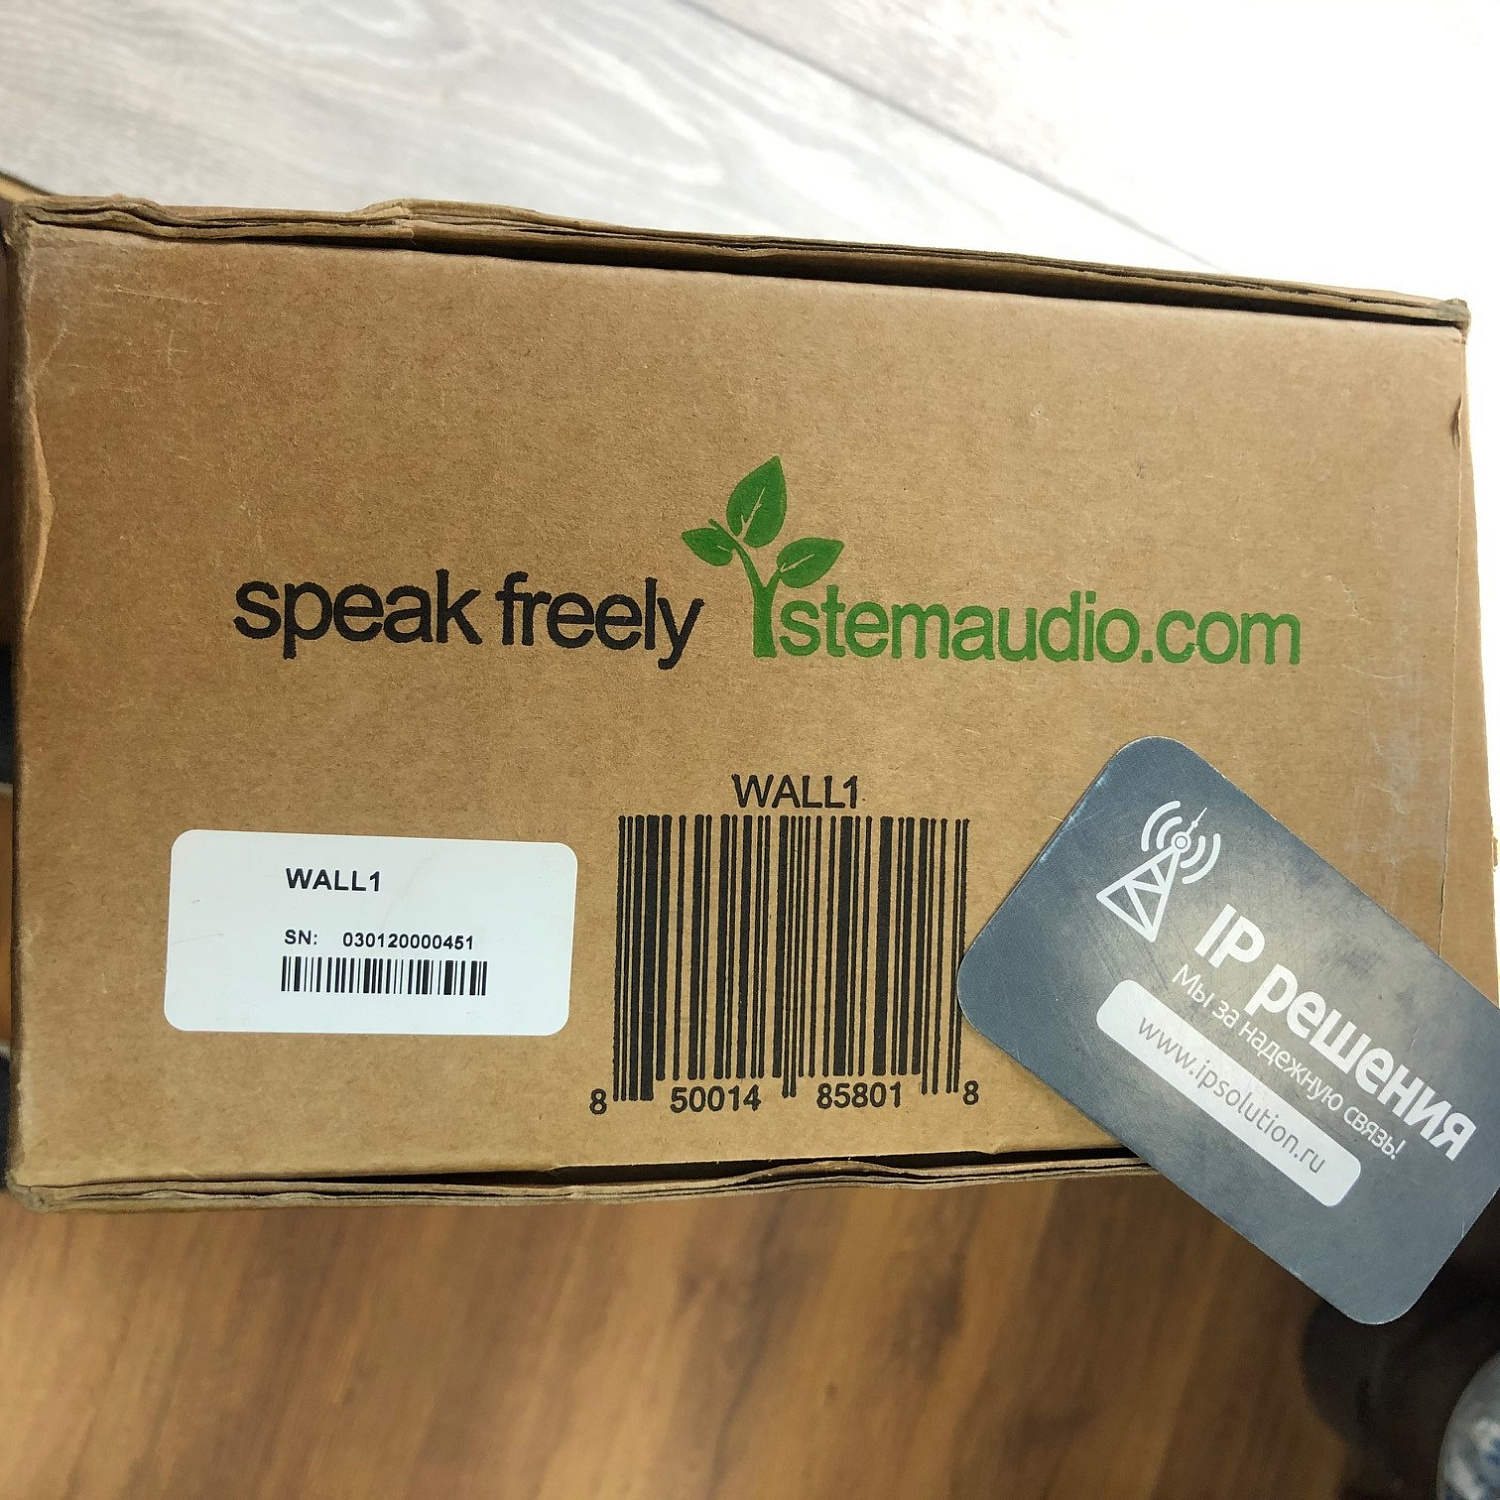 speak freely stemaudio.com
WALL1
SN: 030120000451
WALL1
8 50014 85801 8
IP решения
Мы за надежную связь!
www.ipsolution.ru